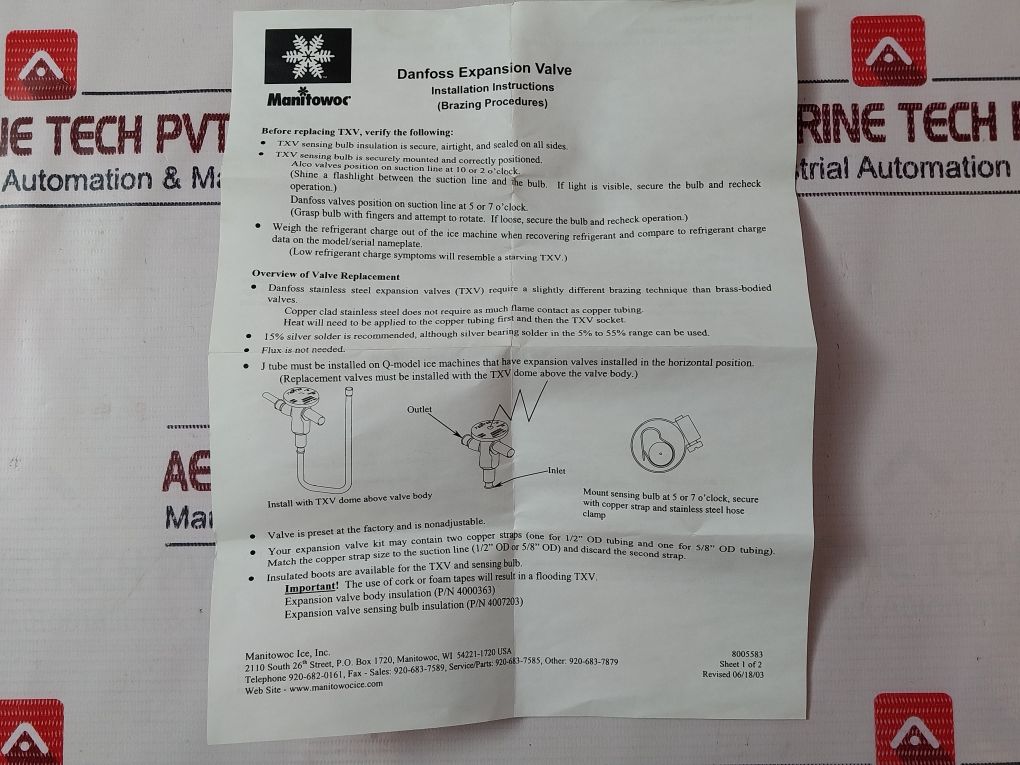 Manitowoc
Danfoss Expansion Valve
Installation Instructions
(Brazing Procedures)
Before replacing TXV, verify the following:
• TXV sensing bulb insulation is secure, airtight, and sealed on all sides.
• TXV sensing bulb is securely mounted and correctly positioned.
Alco valves position on suction line at 10 or 2 o'clock.
(Shine a flashlight between the suction line and the bulb. If light is visible, secure the bulb and recheck
operation.)
Danfoss valves position on suction line at 5 or 7 o'clock.
(Grasp bulb with fingers and attempt to rotate. If loose, secure the bulb and recheck operation.)
• Weigh the refrigerant charge out of the ice machine when recovering refrigerant and compare to refrigerant charge
data on the model/serial nameplate.
(Low refrigerant charge symptoms will resemble a starving TXV.)
Overview of Valve Replacement
• Danfoss stainless steel expansion valves (TXV) require a slightly different brazing technique than brass-bodied
valves.
Copper clad stainless steel does not require as much flame contact as copper tubing.
Heat will need to be applied to the copper tubing first and then the TXV socket.
• 15% silver solder is recommended, although silver bearing solder in the 5% to 55% range can be used.
• Flux is not needed.
• J tube must be installed on Q-model ice machines that have expansion valves installed in the horizontal position.
(Replacement valves must be installed with the TXV dome above the valve body.)
Outlet
Inlet
Install with TXV dome above valve body
Mount sensing bulb at 5 or 7 o'clock, secure
with copper strap and stainless steel hose
clamp
• Valve is preset at the factory and is nonadjustable.
• Your expansion valve kit may contain two copper straps (one for 1/2" OD tubing and one for 5/8" OD tubing).
Match the copper strap size to the suction line (1/2" OD or 5/8" OD) and discard the second strap.
• Insulated boots are available for the TXV and sensing bulb.
Important! The use of cork or foam tapes will result in a flooding TXV.
Expansion valve body insulation (P/N 4000363)
Expansion valve sensing bulb insulation (P/N 4007203)
Manitowoc Ice, Inc.
2110 South 26th Street, P.O. Box 1720, Manitowoc, WI 54221-1720 USA
Telephone 920-682-0161, Fax - Sales: 920-683-7589, Service/Parts: 920-683-7585, Other: 920-683-7879
Web Site - www.manitowocice.com
8005583
Sheet 1 of 2
Revised 06/18/03
NE TECH PVT
Automation & Ma
RINE TECH P
trial Automation
AE
Mar